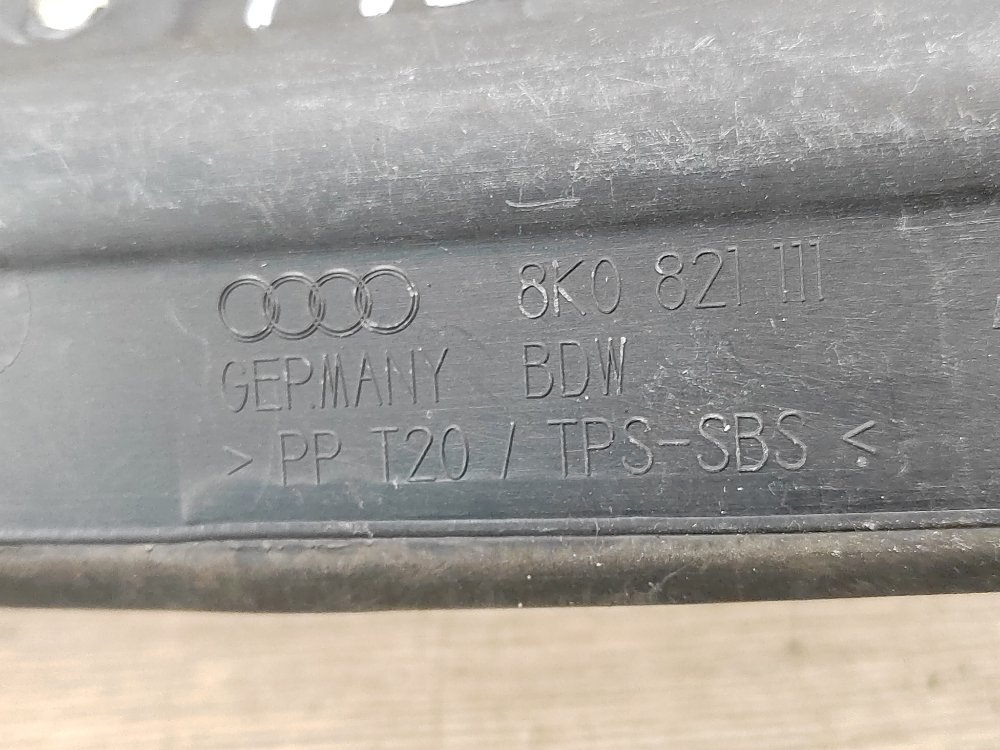 8K0 821 111
GERMANY BDW
> PP T20 / TPS-SBS <